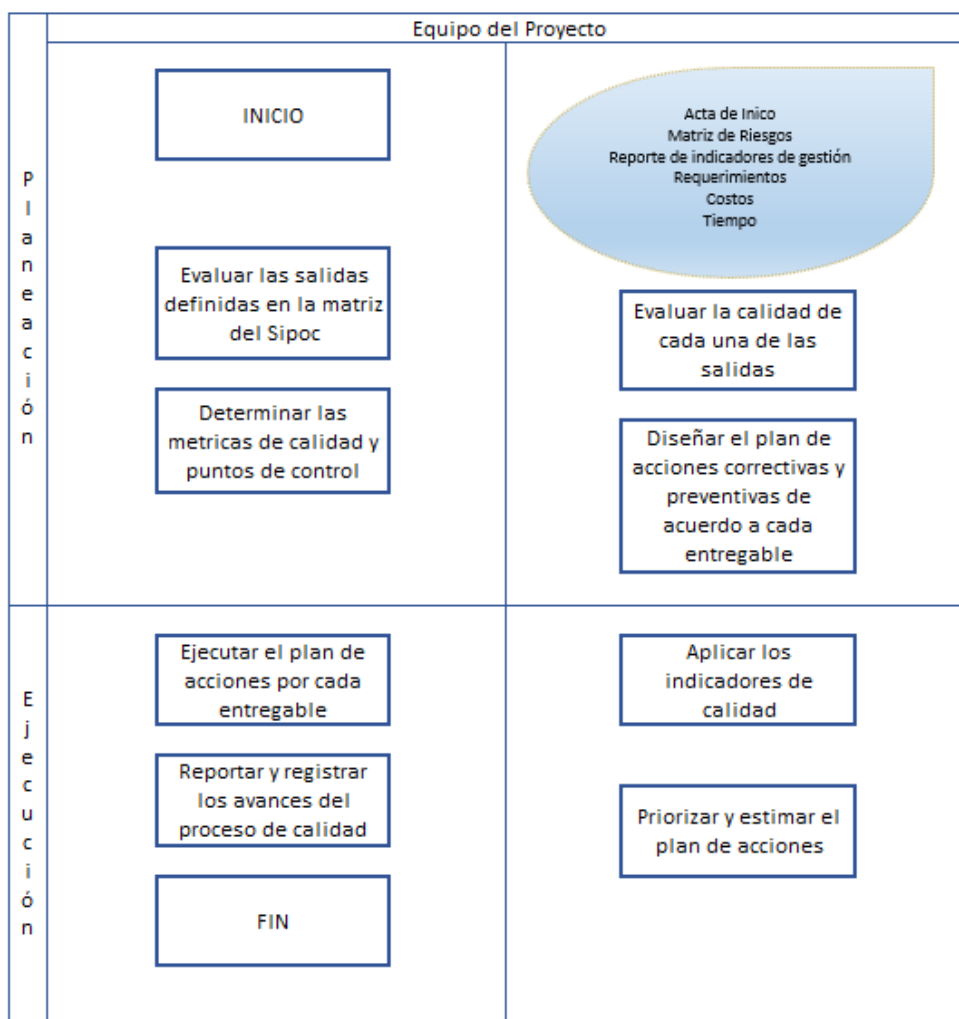 Equipo del Proyecto
Planeación
INICIO
Acta de Inico
Matriz de Riesgos
Reporte de indicadores de gestión
Requerimientos
Costos
Tiempo
Evaluar las salidas
definidas en la matriz
del Sipoc
Evaluar la calidad de
cada una de las
salidas
Determinar las
metricas de calidad y
puntos de control
Diseñar el plan de
acciones correctivas y
preventivas de
acuerdo a cada
entregable
Ejecución
Ejecutar el plan de
acciones por cada
entregable
Aplicar los
indicadores de
calidad
Reportar y registrar
los avances del
proceso de calidad
Priorizar y estimar el
plan de acciones
FIN